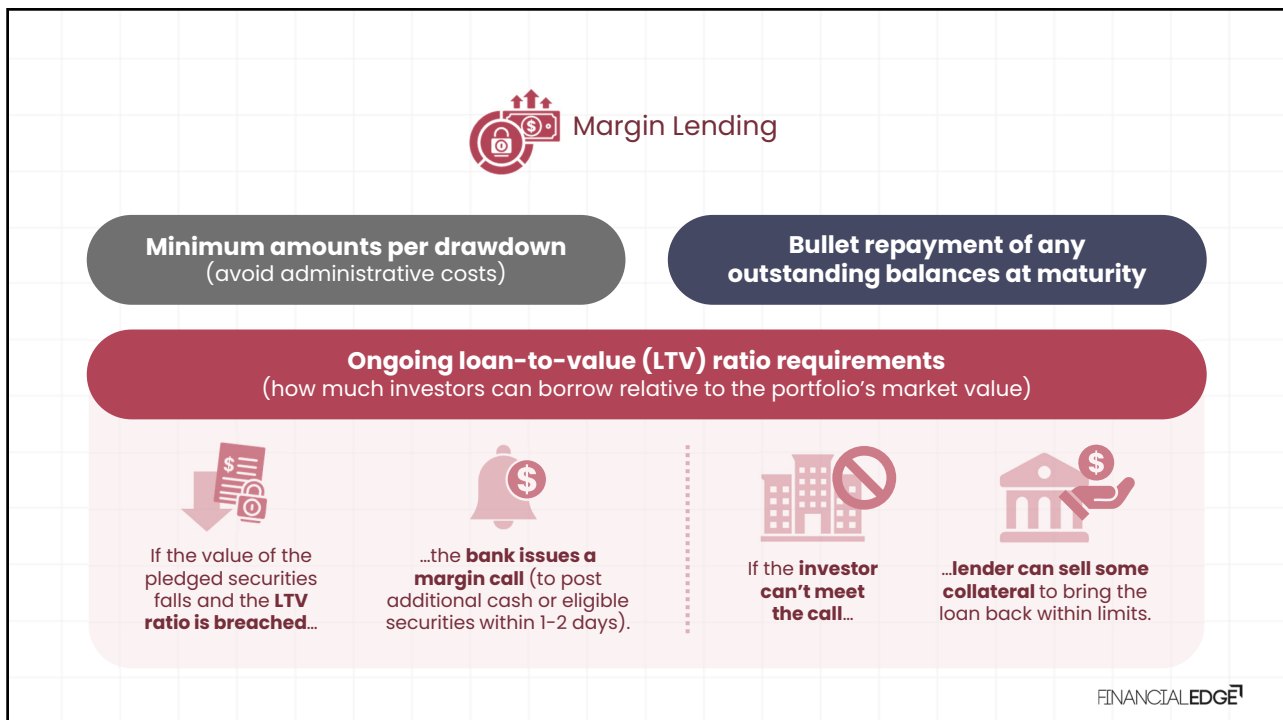 Margin Lending
Minimum amounts per drawdown
(avoid administrative costs)
Bullet repayment of any
outstanding balances at maturity
Ongoing loan-to-value (LTV) ratio requirements
(how much investors can borrow relative to the portfolio's market value)
If the value of the
pledged securities
falls and the LTV
ratio is breached...
...the bank issues a
margin call (to post
additional cash or eligible
securities within 1-2 days).
If the investor
can't meet
the call...
...lender can sell some
collateral to bring the
loan back within limits.
FINANCIALEDGE